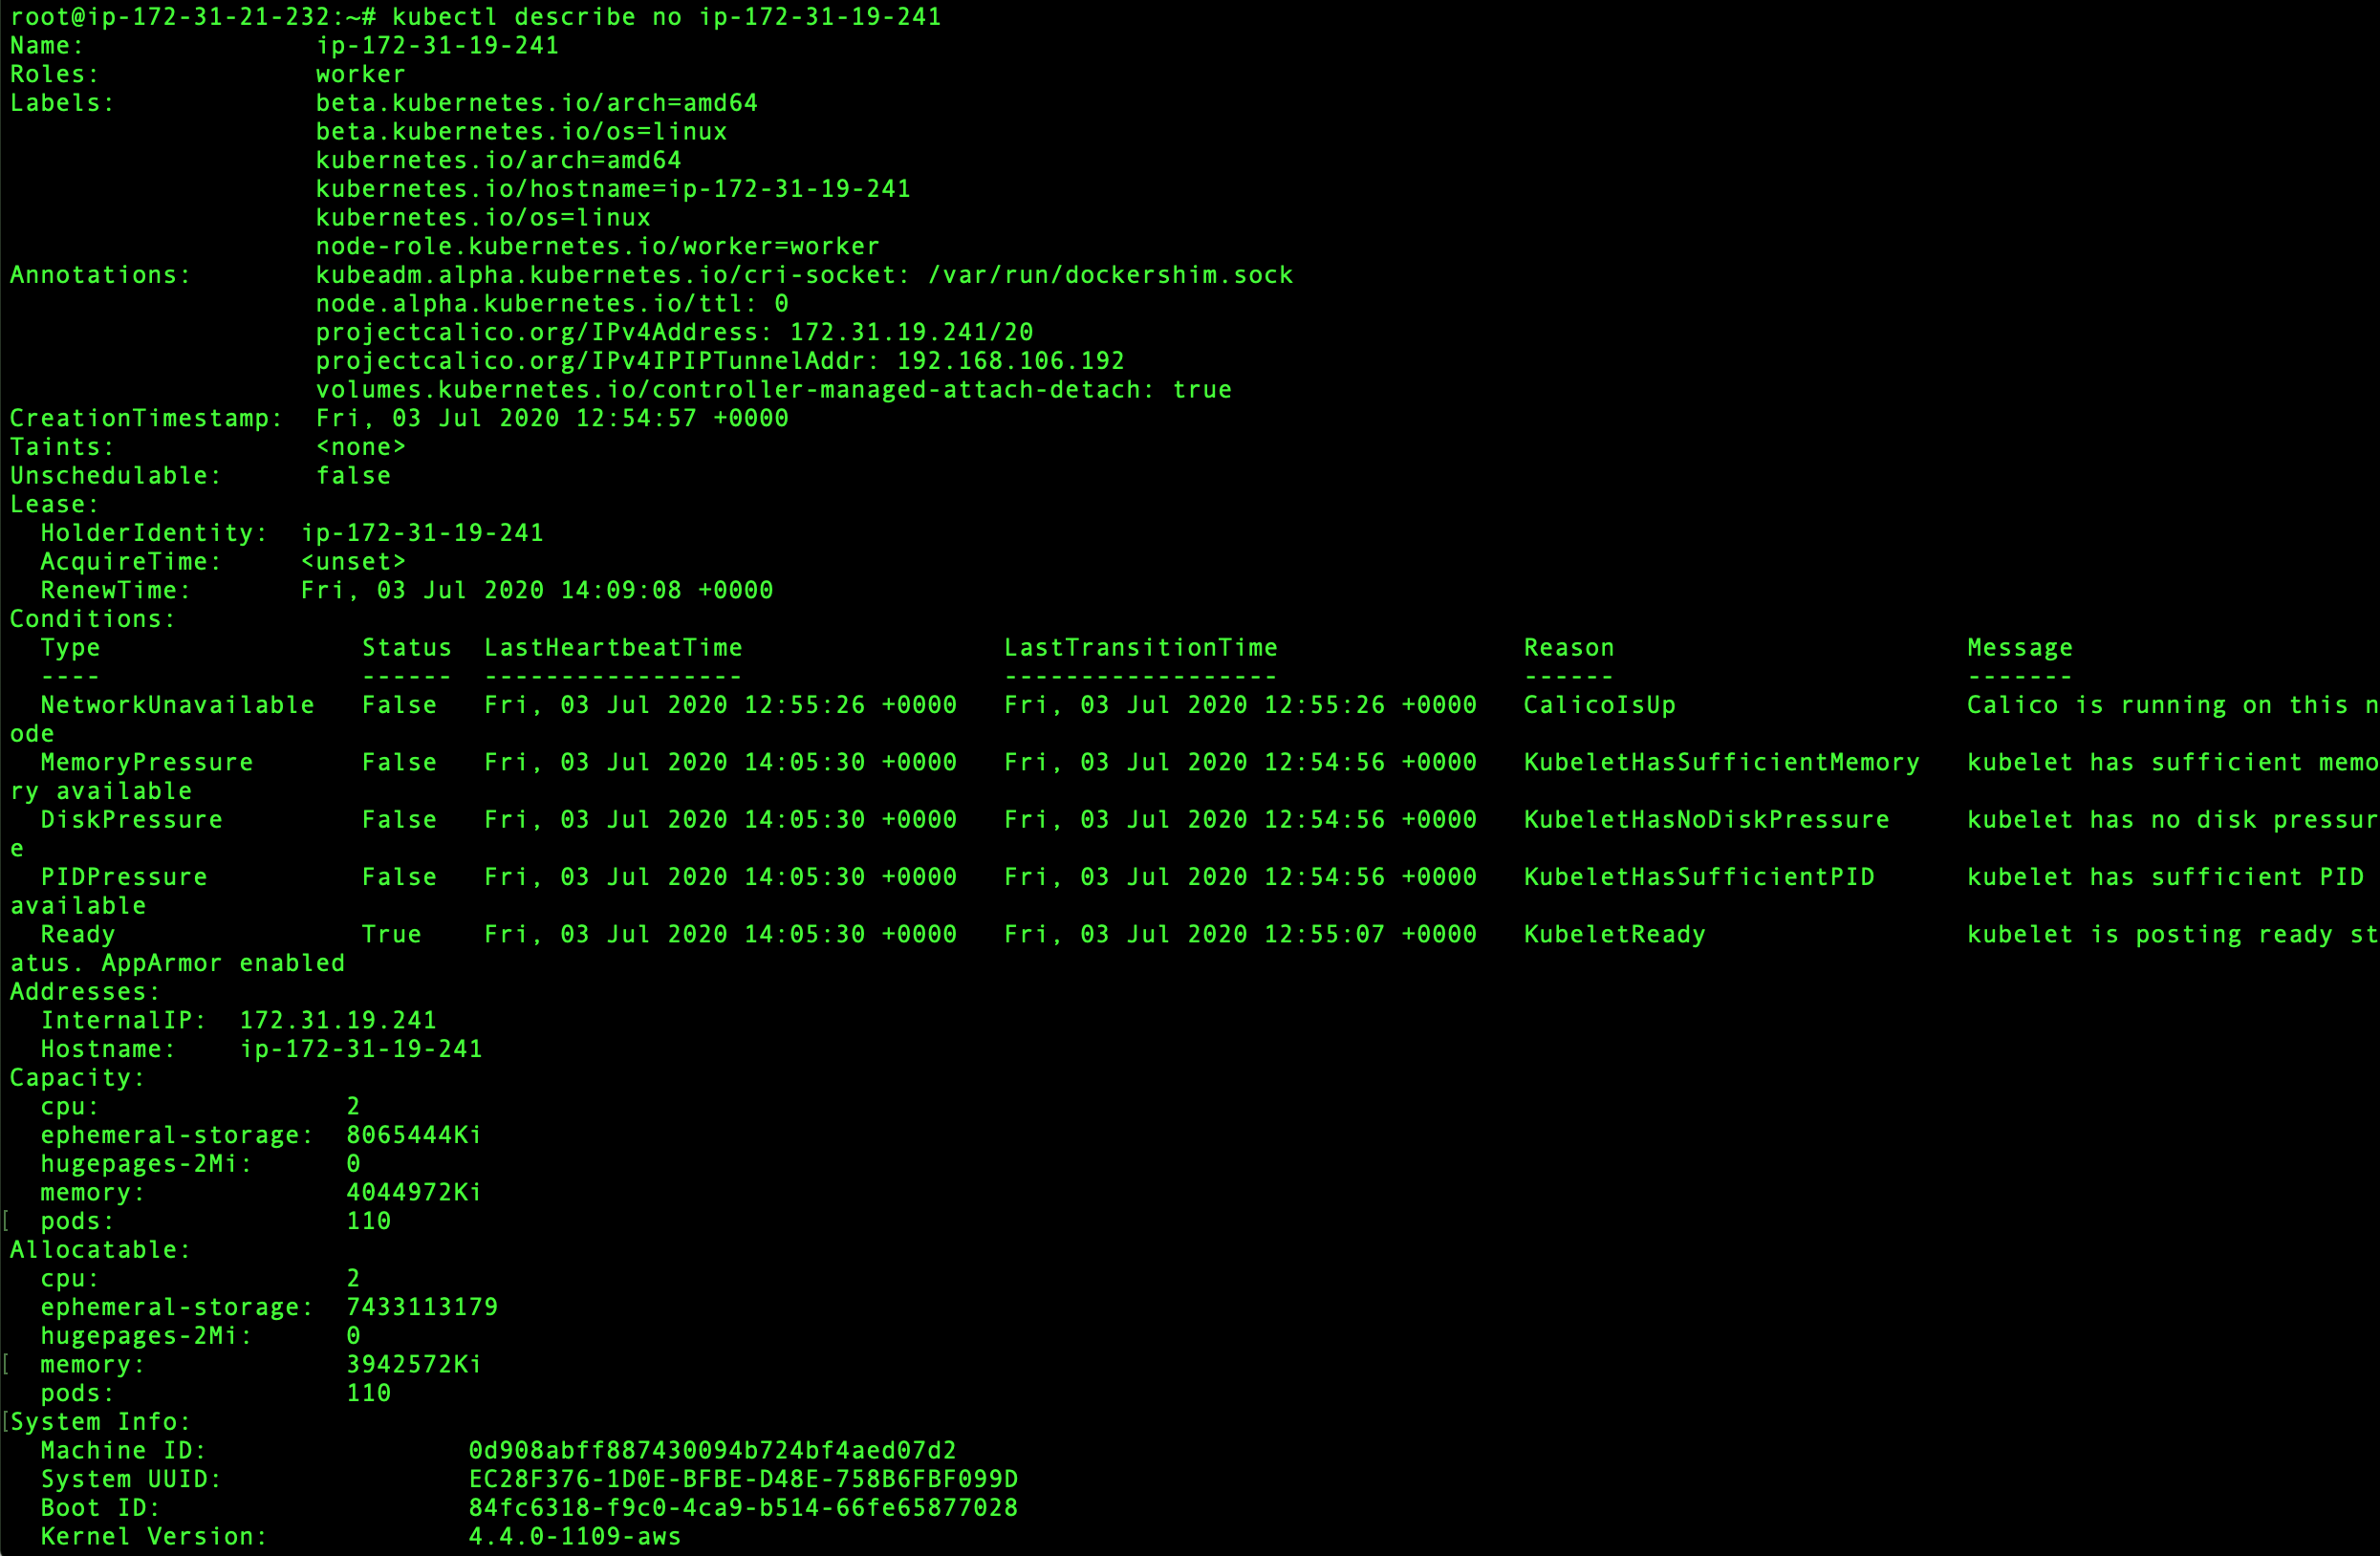 root@ip-172-31-21-232:~# kubectl describe no ip-172-31-19-241
Name:               ip-172-31-19-241
Roles:              worker
Labels:             beta.kubernetes.io/arch=amd64
                    beta.kubernetes.io/os=linux
                    kubernetes.io/arch=amd64
                    kubernetes.io/hostname=ip-172-31-19-241
                    kubernetes.io/os=linux
                    node-role.kubernetes.io/worker=worker
Annotations:        kubeadm.alpha.kubernetes.io/cri-socket: /var/run/dockershim.sock
                    node.alpha.kubernetes.io/ttl: 0
                    projectcalico.org/IPv4Address: 172.31.19.241/20
                    projectcalico.org/IPv4IPIPTunnelAddr: 192.168.106.192
                    volumes.kubernetes.io/controller-managed-attach-detach: true
CreationTimestamp:  Fri, 03 Jul 2020 12:54:57 +0000
Taints:             <none>
Unschedulable:      false
Lease:
  HolderIdentity:  ip-172-31-19-241
  AcquireTime:     <unset>
  RenewTime:       Fri, 03 Jul 2020 14:09:08 +0000
Conditions:
  Type                 Status  LastHeartbeatTime                 LastTransitionTime                Reason                       Message
  ----                 ------  -----------------                 ------------------                ------                       -------
  NetworkUnavailable   False   Fri, 03 Jul 2020 12:55:26 +0000   Fri, 03 Jul 2020 12:55:26 +0000   CalicoIsUp                   Calico is running on this n
ode
  MemoryPressure       False   Fri, 03 Jul 2020 14:05:30 +0000   Fri, 03 Jul 2020 12:54:56 +0000   KubeletHasSufficientMemory   kubelet has sufficient memo
ry available
  DiskPressure         False   Fri, 03 Jul 2020 14:05:30 +0000   Fri, 03 Jul 2020 12:54:56 +0000   KubeletHasNoDiskPressure     kubelet has no disk pressur
e
  PIDPressure          False   Fri, 03 Jul 2020 14:05:30 +0000   Fri, 03 Jul 2020 12:54:56 +0000   KubeletHasSufficientPID      kubelet has sufficient PID
available
  Ready                True    Fri, 03 Jul 2020 14:05:30 +0000   Fri, 03 Jul 2020 12:55:07 +0000   KubeletReady                 kubelet is posting ready st
atus. AppArmor enabled
Addresses:
  InternalIP:  172.31.19.241
  Hostname:    ip-172-31-19-241
Capacity:
  cpu:                2
  ephemeral-storage:  8065444Ki
  hugepages-2Mi:      0
  memory:             4044972Ki
[  pods:               110
Allocatable:
  cpu:                2
  ephemeral-storage:  7433113179
  hugepages-2Mi:      0
[  memory:             3942572Ki
  pods:               110
[System Info:
  Machine ID:                 0d908abff887430094b724bf4aed07d2
  System UUID:                EC28F376-1D0E-BFBE-D48E-758B6FBF099D
  Boot ID:                    84fc6318-f9c0-4ca9-b514-66fe65877028
  Kernel Version:             4.4.0-1109-aws